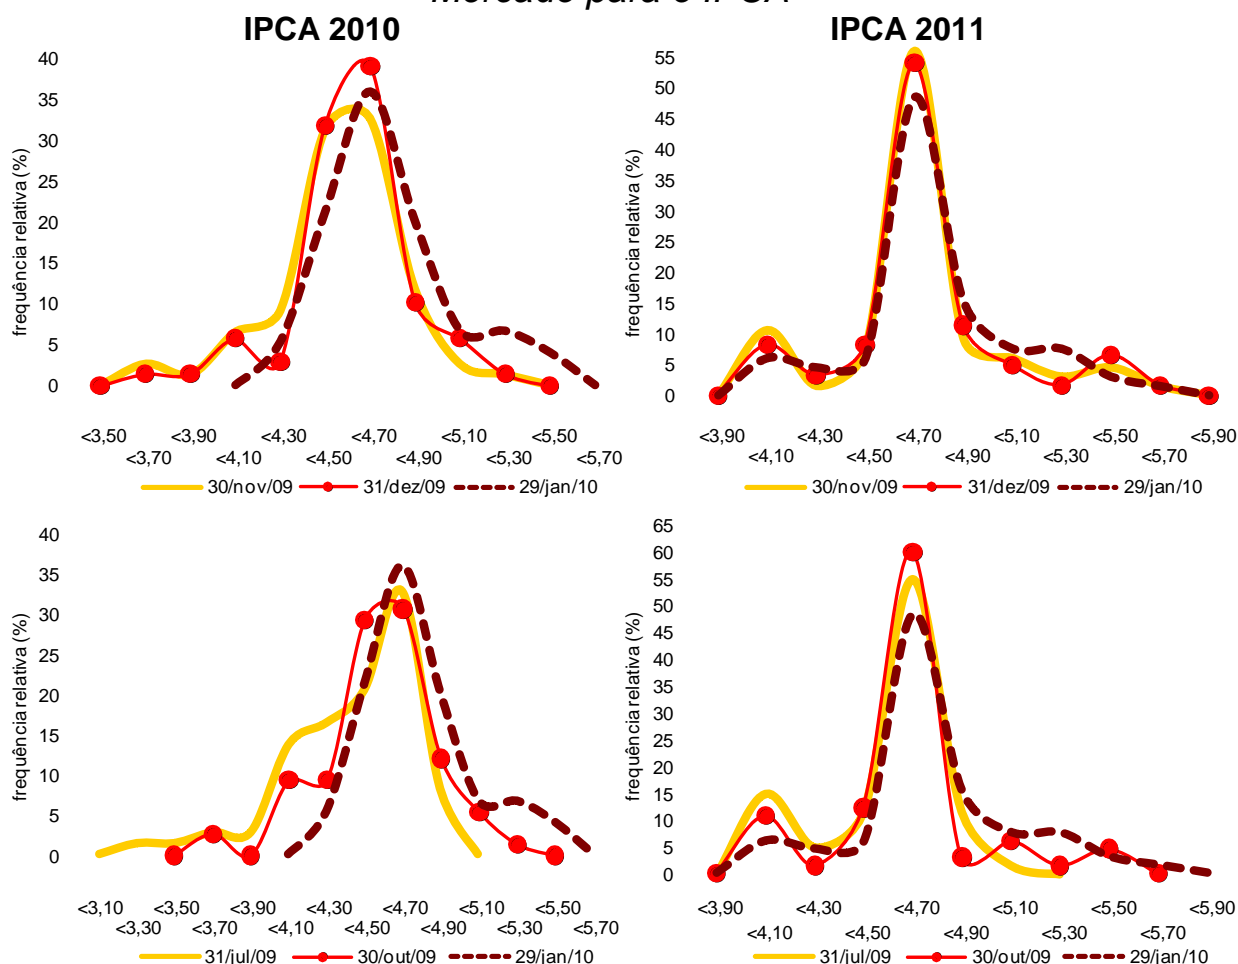 Mercado para o IPCA
IPCA 2010
40
35
30
25
20
15
10
5
0
frequência relativa (%)
<3,50 <3,90 <4,30 <4,70 <5,10 <5,50
<3,70 <4,10 <4,50 <4,90 <5,30 <5,70
30/nov/09 31/dez/09 29/jan/10
IPCA 2011
55
50
45
40
35
30
25
20
15
10
5
0
frequência relativa (%)
<3,90 <4,30 <4,70 <5,10 <5,50 <5,90
<4,10 <4,50 <4,90 <5,30 <5,70
30/nov/09 31/dez/09 29/jan/10
40
35
30
25
20
15
10
5
0
frequência relativa (%)
<3,10 <3,50 <3,90 <4,30 <4,70 <5,10 <5,50
<3,30 <3,70 <4,10 <4,50 <4,90 <5,30 <5,70
31/jul/09 30/out/09 29/jan/10
65
60
55
50
45
40
35
30
25
20
15
10
5
0
frequência relativa (%)
<3,90 <4,30 <4,70 <5,10 <5,50 <5,90
<4,10 <4,50 <4,90 <5,30 <5,70
31/jul/09 30/out/09 29/jan/10